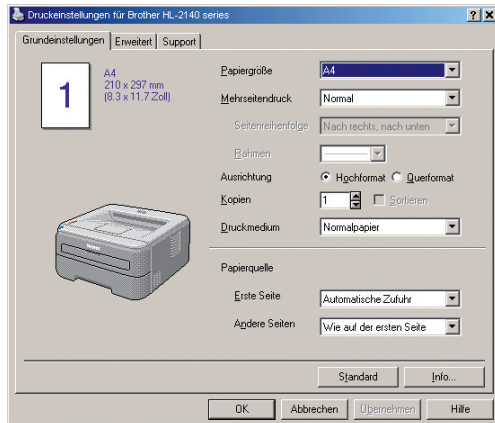 Druckeinstellungen für Brother HL-2140 series
Grundeinstellungen Erweitert Support
1
A4
210 x 297 mm
(8.3 x 11.7 Zoll)
Papiergröße A4
Mehrseitendruck Normal
Seitenreihenfolge Nach rechts, nach unten
Rahmen
Ausrichtung Hochformat Querformat
Kopien 1 Sortieren
Druckmedium Normalpapier
Papierquelle
Erste Seite Automatische Zufuhr
Andere Seiten Wie auf der ersten Seite
Standard Info...
OK Abbrechen Übernehmen Hilfe